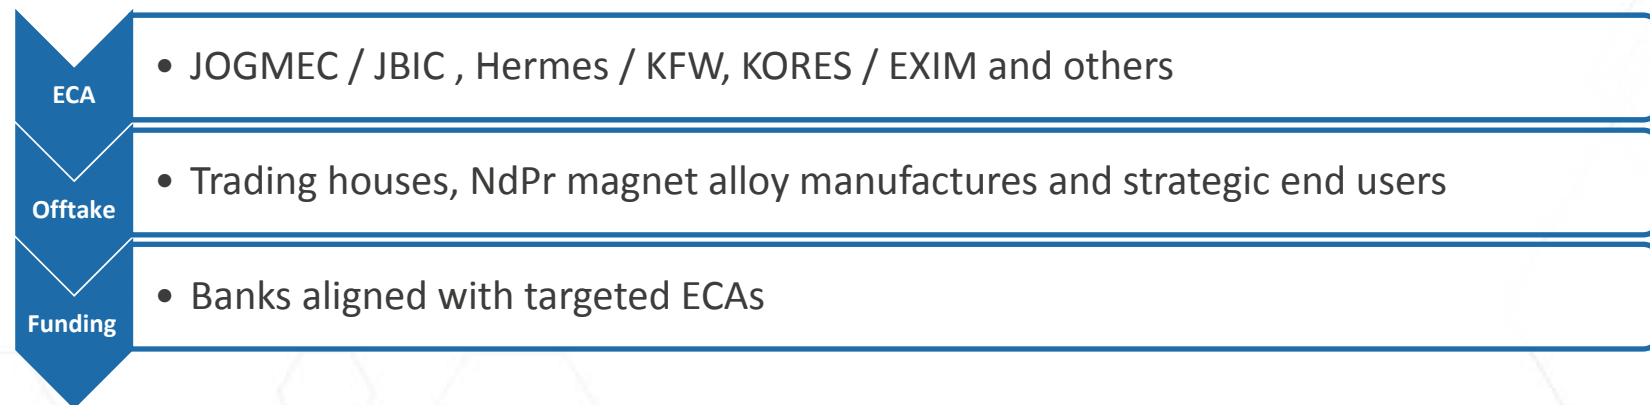 ECA
• JOGMEC / JBIC , Hermes / KFW, KORES / EXIM and others
Offtake
• Trading houses, NdPr magnet alloy manufactures and strategic end users
Funding
• Banks aligned with targeted ECAs